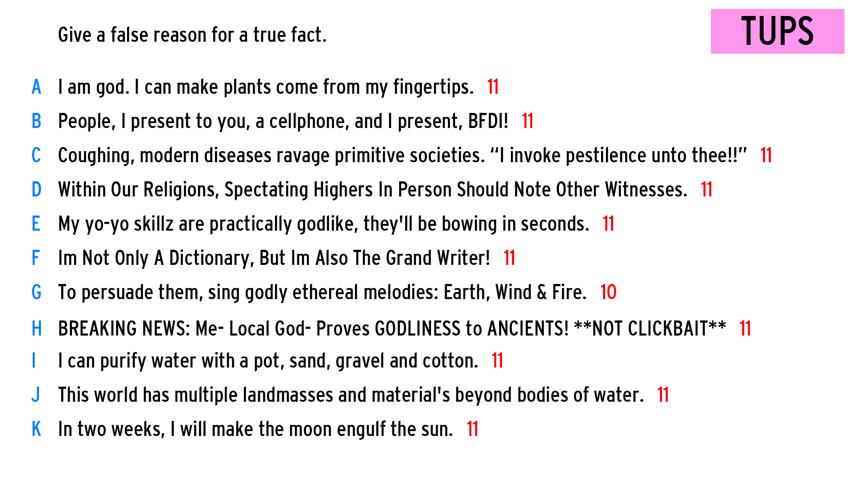 Give a false reason for a true fact.
TUPS
A I am god. I can make plants come from my fingertips. 11
B People, I present to you, a cellphone, and I present, BFDI! 11
C Coughing, modern diseases ravage primitive societies. “I invoke pestilence unto thee!!” 11
D Within Our Religions, Spectating Highers In Person Should Note Other Witnesses. 11
E My yo-yo skillz are practically godlike, they'll be bowing in seconds. 11
F Im Not Only A Dictionary, But Im Also The Grand Writer! 11
G To persuade them, sing godly ethereal melodies: Earth, Wind & Fire. 10
H BREAKING NEWS: Me- Local God- Proves GODLINESS to ANCIENTS! **NOT CLICKBAIT** 11
I I can purify water with a pot, sand, gravel and cotton. 11
J This world has multiple landmasses and material's beyond bodies of water. 11
K In two weeks, I will make the moon engulf the sun. 11